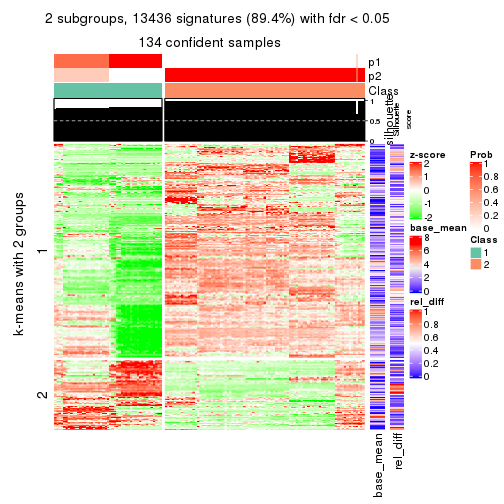 2 subgroups, 13436 signatures (89.4%) with fdr < 0.05
134 confident samples
p1
p2
Class
1
0.5
0
silhouette
Silhouette
score
k-means with 2 groups
1
2
base_mean
rel_diff
z-score
2
1
0
-1
-2
base_mean
8
6
4
2
0
rel_diff
1
0.8
0.6
0.4
0.2
0
Prob
1
0.8
0.6
0.4
0.2
0
Class
1
2